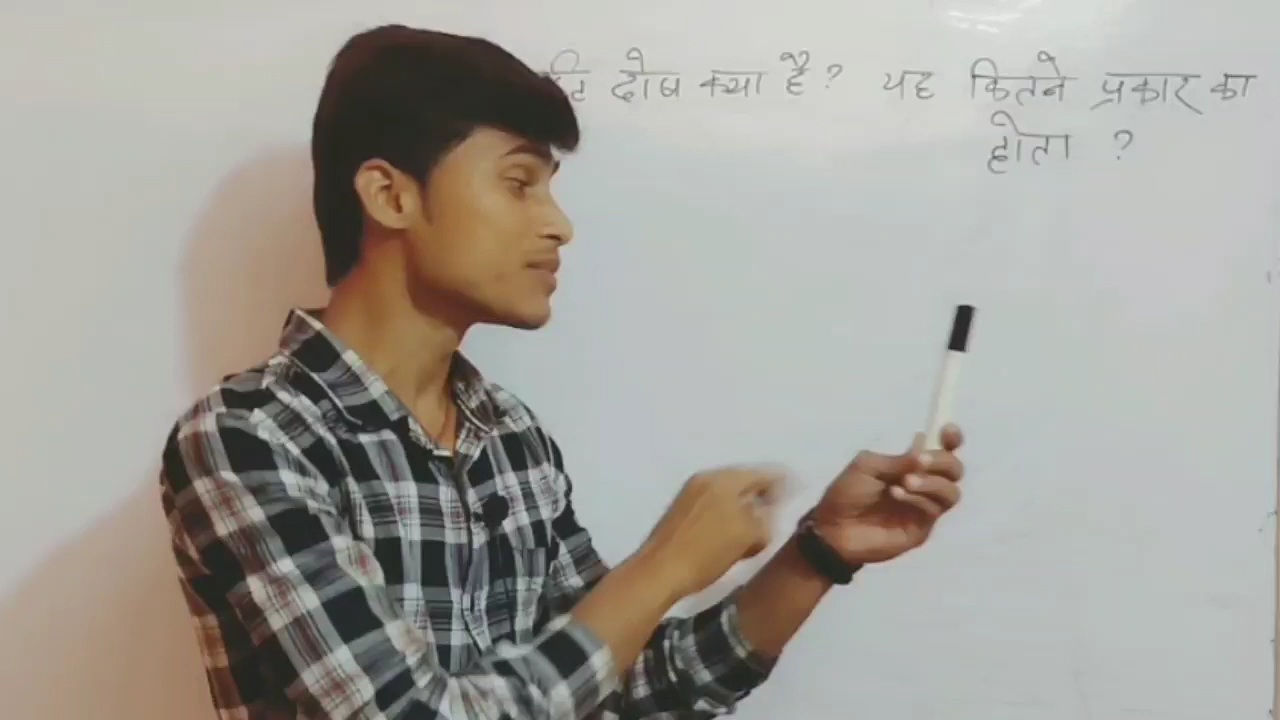 दोष क्या है? यह कितने प्रकार का
होता ?